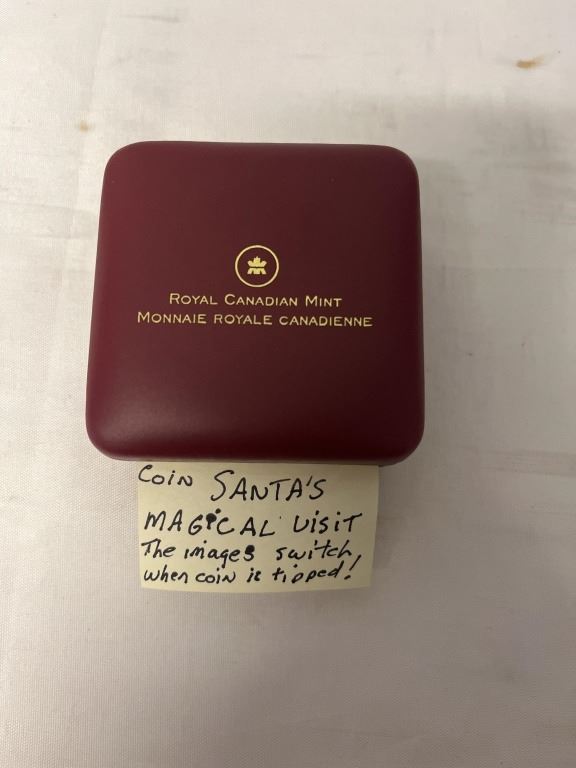 ROYAL CANADIAN MINT
MONNAIE ROYALE CANADIENNE
Coin SANTA'S
MAGiCAL ViSiT
The images switch,
when coin is tipped!